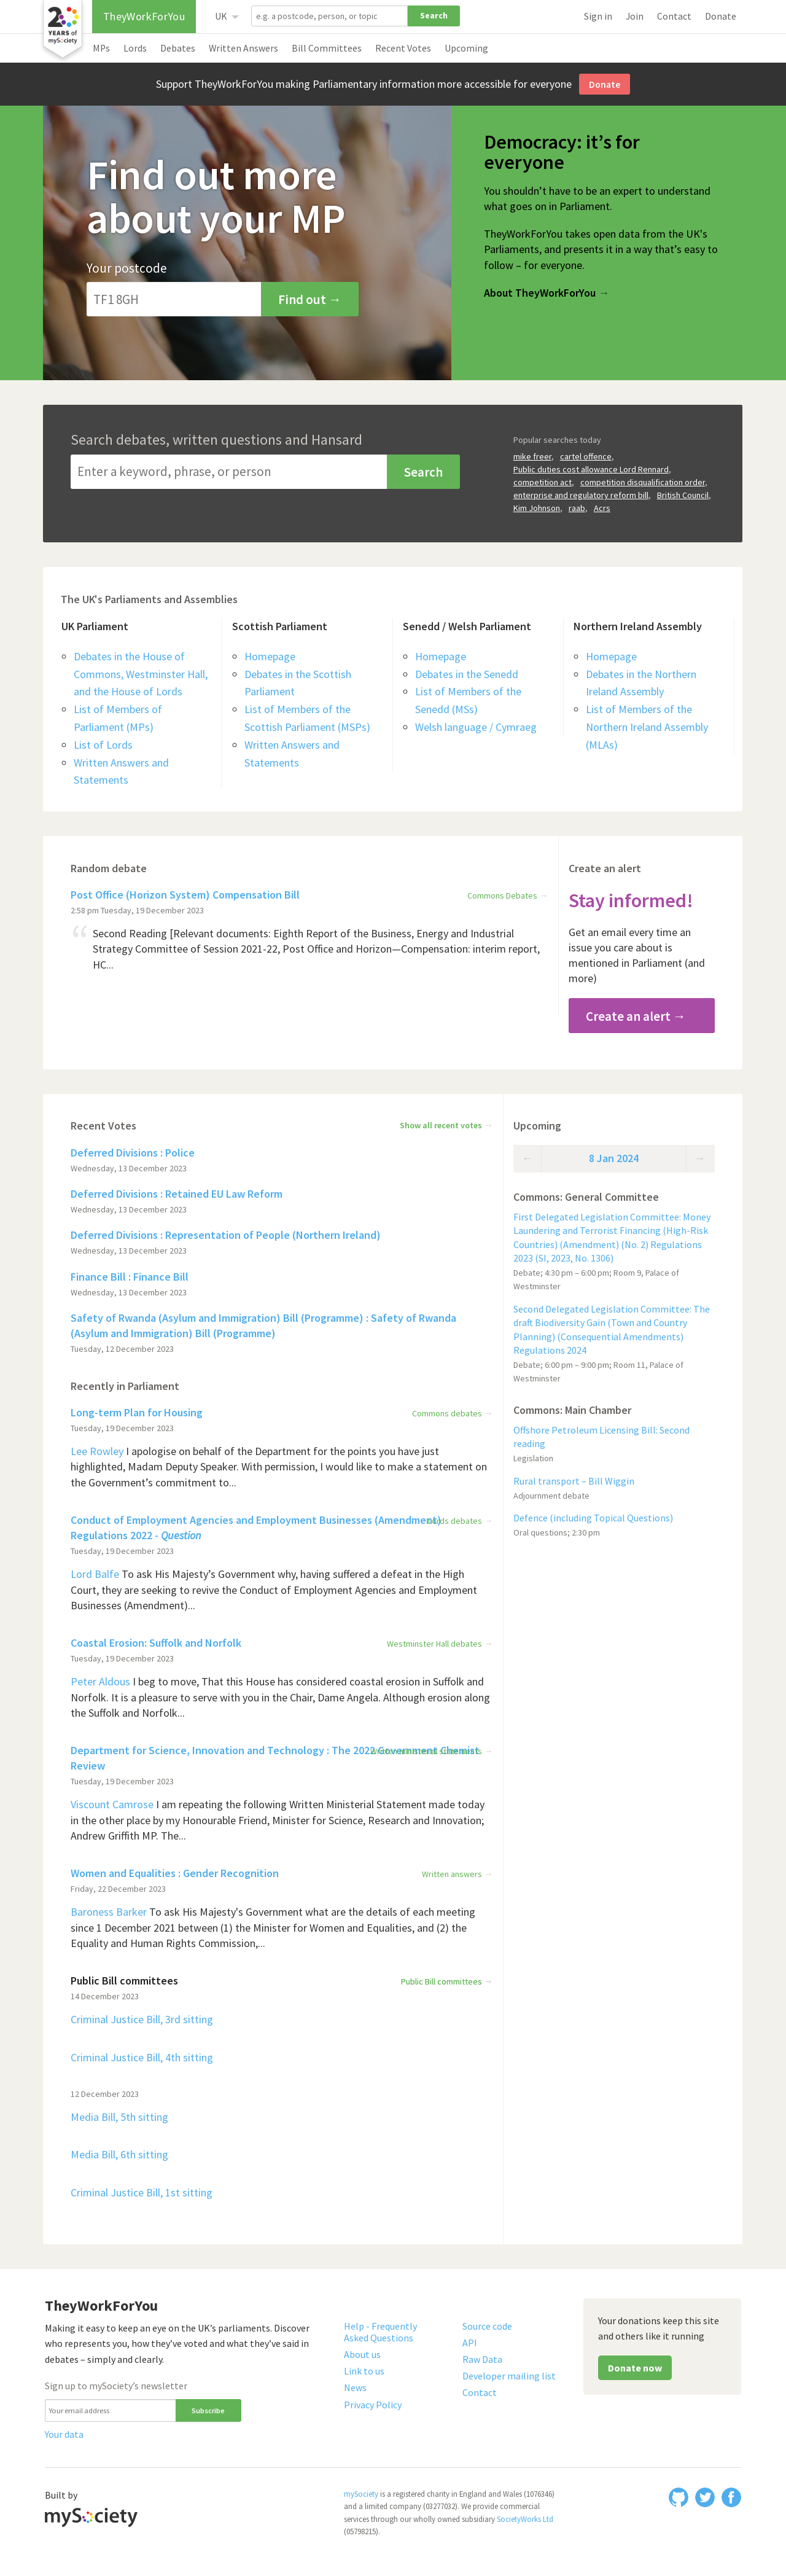 20
YEARS of
mySociety
TheyWorkForYou
UK
e.g. a postcode, person, or topic
Search
Sign in
Join
Contact
Donate
MPs
Lords
Debates
Written Answers
Bill Committees
Recent Votes
Upcoming
Support TheyWorkForYou making Parliamentary information more accessible for everyone
Donate
Find out more
about your MP
Your postcode
TF1 8GH
Find out →
Democracy: it’s for
everyone
You shouldn’t have to be an expert to understand
what goes on in Parliament.
TheyWorkForYou takes open data from the UK's
Parliaments, and presents it in a way that’s easy to
follow – for everyone.
About TheyWorkForYou →
Search debates, written questions and Hansard
Enter a keyword, phrase, or person
Search
Popular searches today
mike freer, cartel offence,
Public duties cost allowance Lord Rennard,
competition act, competition disqualification order,
enterprise and regulatory reform bill, British Council,
Kim Johnson, raab, Acrs
The UK's Parliaments and Assemblies
UK Parliament
Debates in the House of
Commons, Westminster Hall,
and the House of Lords
List of Members of
Parliament (MPs)
List of Lords
Written Answers and
Statements
Scottish Parliament
Homepage
Debates in the Scottish
Parliament
List of Members of the
Scottish Parliament (MSPs)
Written Answers and
Statements
Senedd / Welsh Parliament
Homepage
Debates in the Senedd
List of Members of the
Senedd (MSs)
Welsh language / Cymraeg
Northern Ireland Assembly
Homepage
Debates in the Northern
Ireland Assembly
List of Members of the
Northern Ireland Assembly
(MLAs)
Random debate
Post Office (Horizon System) Compensation Bill
Commons Debates →
2:58 pm Tuesday, 19 December 2023
“ Second Reading [Relevant documents: Eighth Report of the Business, Energy and Industrial
Strategy Committee of Session 2021-22, Post Office and Horizon—Compensation: interim report,
HC...
Create an alert
Stay informed!
Get an email every time an
issue you care about is
mentioned in Parliament (and
more)
Create an alert →
Recent Votes
Show all recent votes →
Deferred Divisions : Police
Wednesday, 13 December 2023
Deferred Divisions : Retained EU Law Reform
Wednesday, 13 December 2023
Deferred Divisions : Representation of People (Northern Ireland)
Wednesday, 13 December 2023
Finance Bill : Finance Bill
Wednesday, 13 December 2023
Safety of Rwanda (Asylum and Immigration) Bill (Programme) : Safety of Rwanda
(Asylum and Immigration) Bill (Programme)
Tuesday, 12 December 2023
Recently in Parliament
Long-term Plan for Housing
Commons debates →
Tuesday, 19 December 2023
Lee Rowley I apologise on behalf of the Department for the points you have just
highlighted, Madam Deputy Speaker. With permission, I would like to make a statement on
the Government’s commitment to...
Conduct of Employment Agencies and Employment Businesses (Amendment)
Lords debates →
Regulations 2022 - Question
Tuesday, 19 December 2023
Lord Balfe To ask His Majesty’s Government why, having suffered a defeat in the High
Court, they are seeking to revive the Conduct of Employment Agencies and Employment
Businesses (Amendment)...
Coastal Erosion: Suffolk and Norfolk
Westminster Hall debates →
Tuesday, 19 December 2023
Peter Aldous I beg to move, That this House has considered coastal erosion in Suffolk and
Norfolk. It is a pleasure to serve with you in the Chair, Dame Angela. Although erosion along
the Suffolk and Norfolk...
Department for Science, Innovation and Technology : The 2022 Government Chemist
Review
Tuesday, 19 December 2023
Viscount Camrose I am repeating the following Written Ministerial Statement made today
in the other place by my Honourable Friend, Minister for Science, Research and Innovation;
Andrew Griffith MP. The...
Women and Equalities : Gender Recognition
Written answers →
Friday, 22 December 2023
Baroness Barker To ask His Majesty's Government what are the details of each meeting
since 1 December 2021 between (1) the Minister for Women and Equalities, and (2) the
Equality and Human Rights Commission,...
Public Bill committees
Public Bill committees →
14 December 2023
Criminal Justice Bill, 3rd sitting
Criminal Justice Bill, 4th sitting
12 December 2023
Media Bill, 5th sitting
Media Bill, 6th sitting
Criminal Justice Bill, 1st sitting
Upcoming
← 8 Jan 2024 →
Commons: General Committee
First Delegated Legislation Committee: Money
Laundering and Terrorist Financing (High-Risk
Countries) (Amendment) (No. 2) Regulations
2023 (SI, 2023, No. 1306)
Debate; 4:30 pm – 6:00 pm; Room 9, Palace of
Westminster
Second Delegated Legislation Committee: The
draft Biodiversity Gain (Town and Country
Planning) (Consequential Amendments)
Regulations 2024
Debate; 6:00 pm – 9:00 pm; Room 11, Palace of
Westminster
Commons: Main Chamber
Offshore Petroleum Licensing Bill: Second
reading
Legislation
Rural transport – Bill Wiggin
Adjournment debate
Defence (including Topical Questions)
Oral questions; 2:30 pm
TheyWorkForYou
Making it easy to keep an eye on the UK’s parliaments. Discover
who represents you, how they’ve voted and what they’ve said in
debates – simply and clearly.
Sign up to mySociety’s newsletter
Your email address
Subscribe
Your data
Help - Frequently
Asked Questions
About us
Link to us
News
Privacy Policy
Source code
API
Raw Data
Developer mailing list
Contact
Your donations keep this site
and others like it running
Donate now
Built by
mySociety
mySociety is a registered charity in England and Wales (1076346)
and a limited company (03277032). We provide commercial
services through our wholly owned subsidiary SocietyWorks Ltd
(05798215).